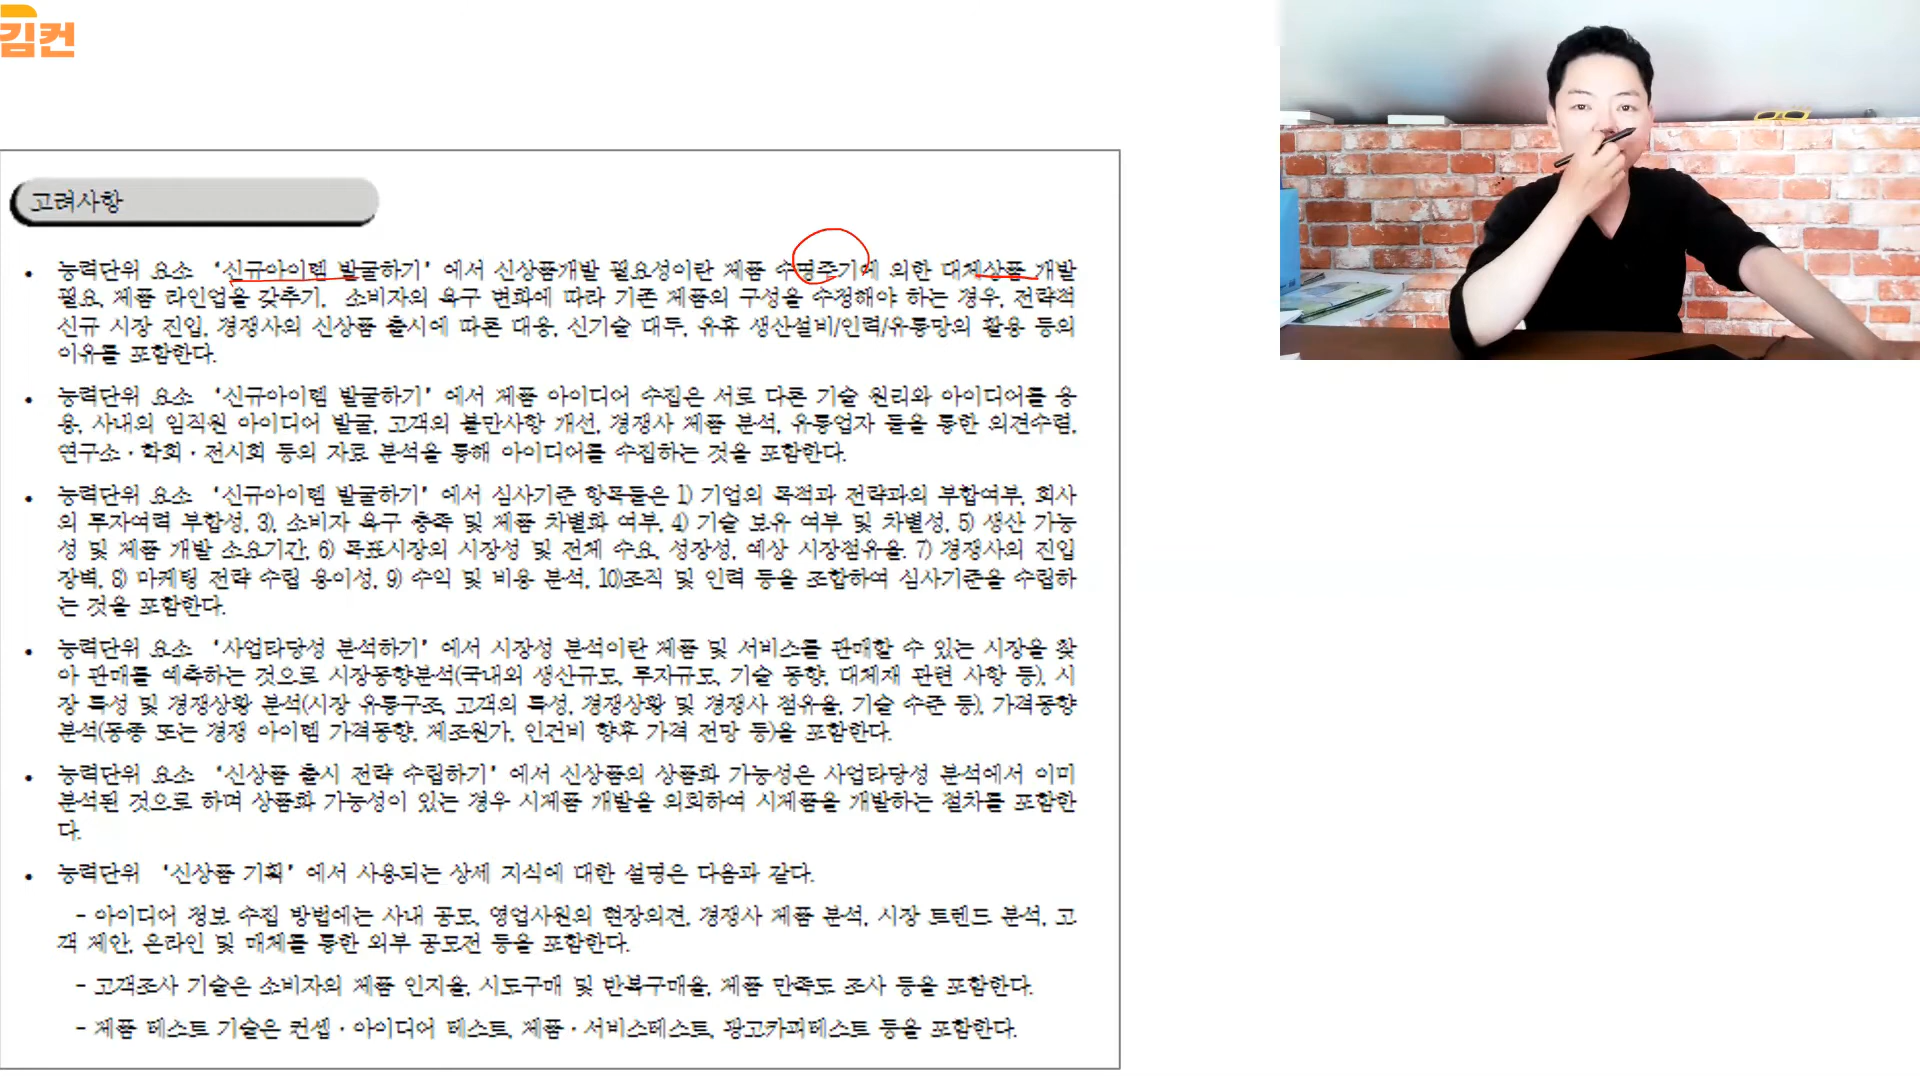 김컨
고려사항
• 능력단위 요소 ‘신규아이템 발굴하기’ 에서 신상품개발 필요성이란 제품 수명주기에 의한 대체상품 개발
필요, 제품 라인업을 갖추기, 소비자의 욕구 변화에 따라 기존 제품의 구성을 수정해야 하는 경우, 전략적
신규 시장 진입, 경쟁사의 신상품 출시에 따른 대응, 신기술 대두, 유휴 생산설비/인력/유통망의 활용 등의
이유를 포함한다.
• 능력단위 요소 ‘신규아이템 발굴하기’ 에서 제품 아이디어 수집은 서로 다른 기술 원리와 아이디어를 응
용, 사내의 임직원 아이디어 발굴, 고객의 불만사항 개선, 경쟁사 제품 분석, 유통업자 들을 통한 의견수렴,
연구소·학회·전시회 등의 자료 분석을 통해 아이디어를 수집하는 것을 포함한다.
• 능력단위 요소 ‘신규아이템 발굴하기’ 에서 심사기준 항목들은 1) 기업의 목적과 전략과의 부합여부, 회사
의 투자여력 부합성, 3), 소비자 욕구 충족 및 제품 차별화 여부, 4) 기술 보유 여부 및 차별성, 5) 생산 가능
성 및 제품 개발 소요기간, 6) 목표시장의 시장성 및 전체 수요, 성장성, 예상 시장점유율. 7) 경쟁사의 진입
장벽, 8) 마케팅 전략 수립 용이성, 9) 수익 및 비용 분석, 10)조직 및 인력 등을 조합하여 심사기준을 수립하
는 것을 포함한다.
• 능력단위 요소 ‘사업타당성 분석하기’ 에서 시장성 분석이란 제품 및 서비스를 판매할 수 있는 시장을 찾
아 판매를 예측하는 것으로 시장동향분석(국내외 생산규모, 투자규모, 기술 동향, 대체재 관련 사항 등), 시
장 특성 및 경쟁상황 분석(시장 유통구조, 고객의 특성, 경쟁상황 및 경쟁사 점유율, 기술 수준 등), 가격동향
분석(동종 또는 경쟁 아이템 가격동향, 제조원가, 인건비 향후 가격 전망 등)을 포함한다.
• 능력단위 요소 ‘신상품 출시 전략 수립하기’ 에서 신상품의 상품화 가능성은 사업타당성 분석에서 이미
분석된 것으로 하며 상품화 가능성이 있는 경우 시제품 개발을 의뢰하여 시제품을 개발하는 절차를 포함한
다.
• 능력단위 ‘신상품 기획’ 에서 사용되는 상세 지식에 대한 설명은 다음과 같다.
- 아이디어 정보 수집 방법에는 사내 공모, 영업사원의 현장의견, 경쟁사 제품 분석, 시장 트렌드 분석, 고
객 제안, 온라인 및 매체를 통한 외부 공모전 등을 포함한다.
- 고객조사 기술은 소비자의 제품 인지율, 시도구매 및 반복구매율, 제품 만족도 조사 등을 포함한다.
- 제품 테스트 기술은 컨셉·아이디어 테스트, 제품·서비스테스트, 광고카피테스트 등을 포함한다.